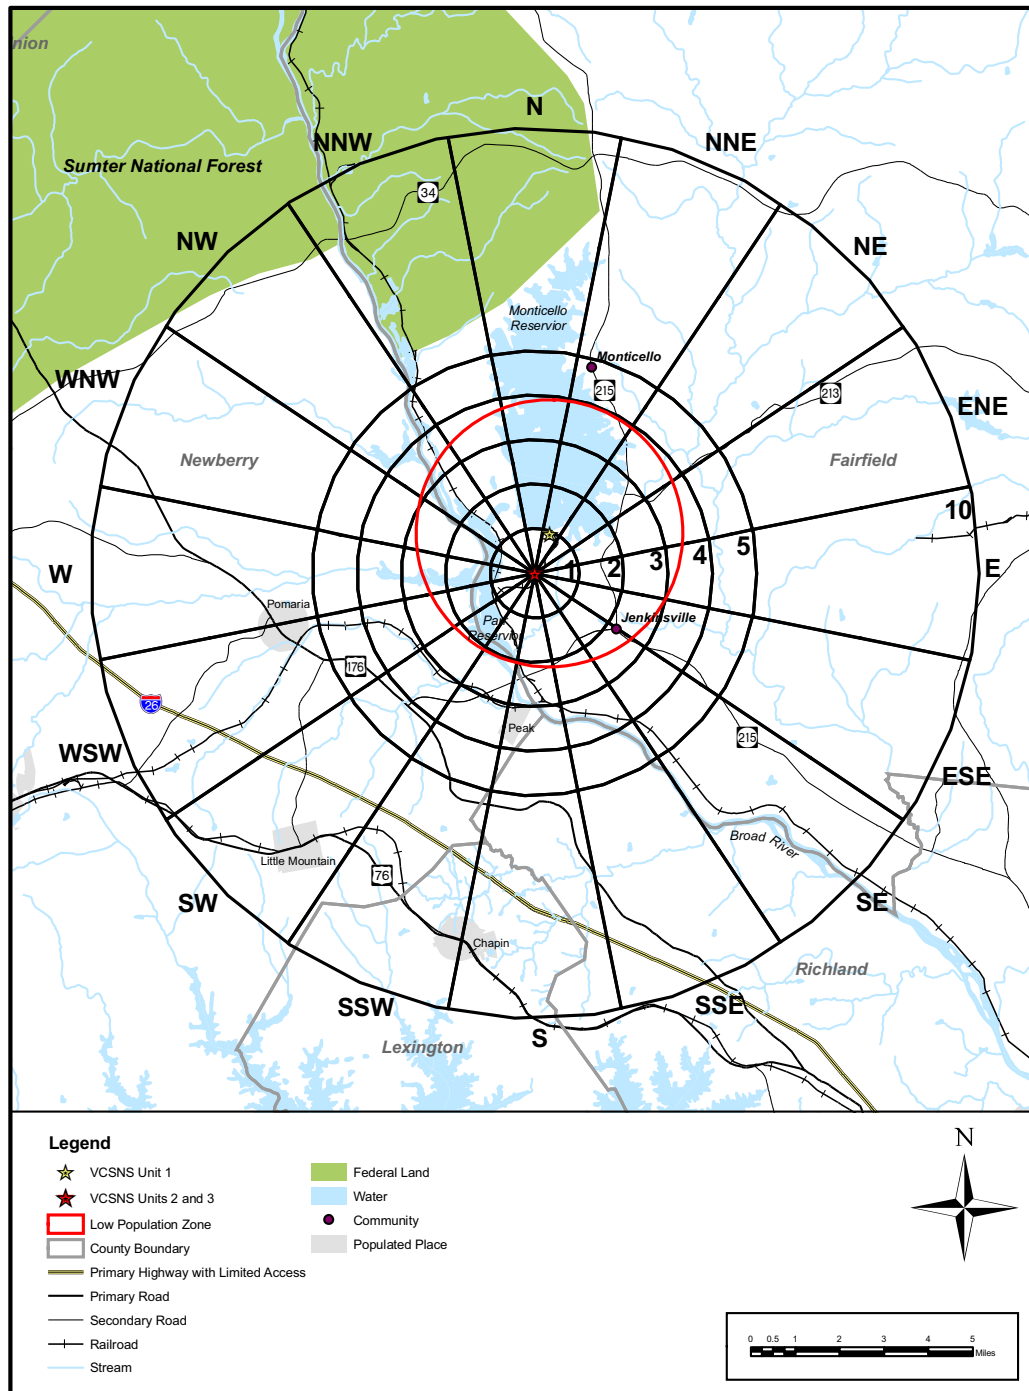 nion
N
NNW
NNE
Sumter National Forest
34
NW
NE
Monticello
Reservior
Monticello
WNW
215
213
ENE
Newberry
Fairfield
10
1
2
3
4
5
W
E
Pomaria
Jenkinsville
Parr
Reservior
176
26
Peak
215
WSW
ESE
Broad River
Little Mountain
76
SW
SE
Chapin
Richland
SSW
SSE
S
Lexington
Legend
VCSNS Unit 1
VCSNS Units 2 and 3
Low Population Zone
County Boundary
Primary Highway with Limited Access
Primary Road
Secondary Road
Railroad
Stream
Federal Land
Water
Community
Populated Place
N
0 0.5 1 2 3 4 5
Miles